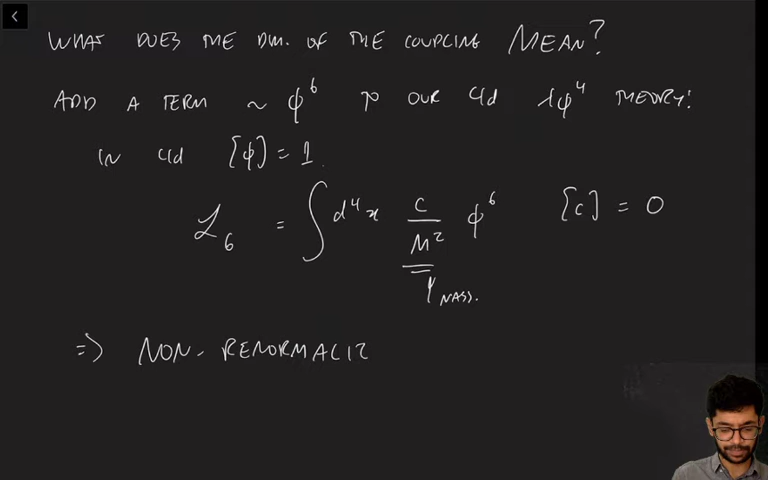 WHAT DOES THE DIM. OF THE COUPLING MEAN?
ADD A TERM ~ φ⁶ TO OUR 4d λφ⁴ THEORY!
IN 4d [φ] = 1.
ℒ₆ = ∫ d⁴x c/M² φ⁶ [c] = 0
MASS.
=> NON-RENORMALIZ